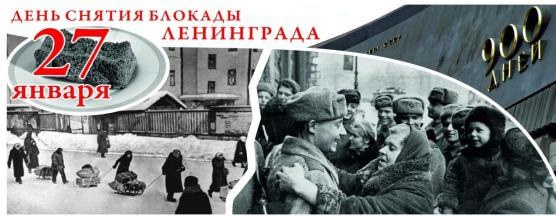 ДЕНЬ СНЯТИЯ БЛОКАДЫ
ЛЕНИНГРАДА
27
января
900
ДНЕЙ